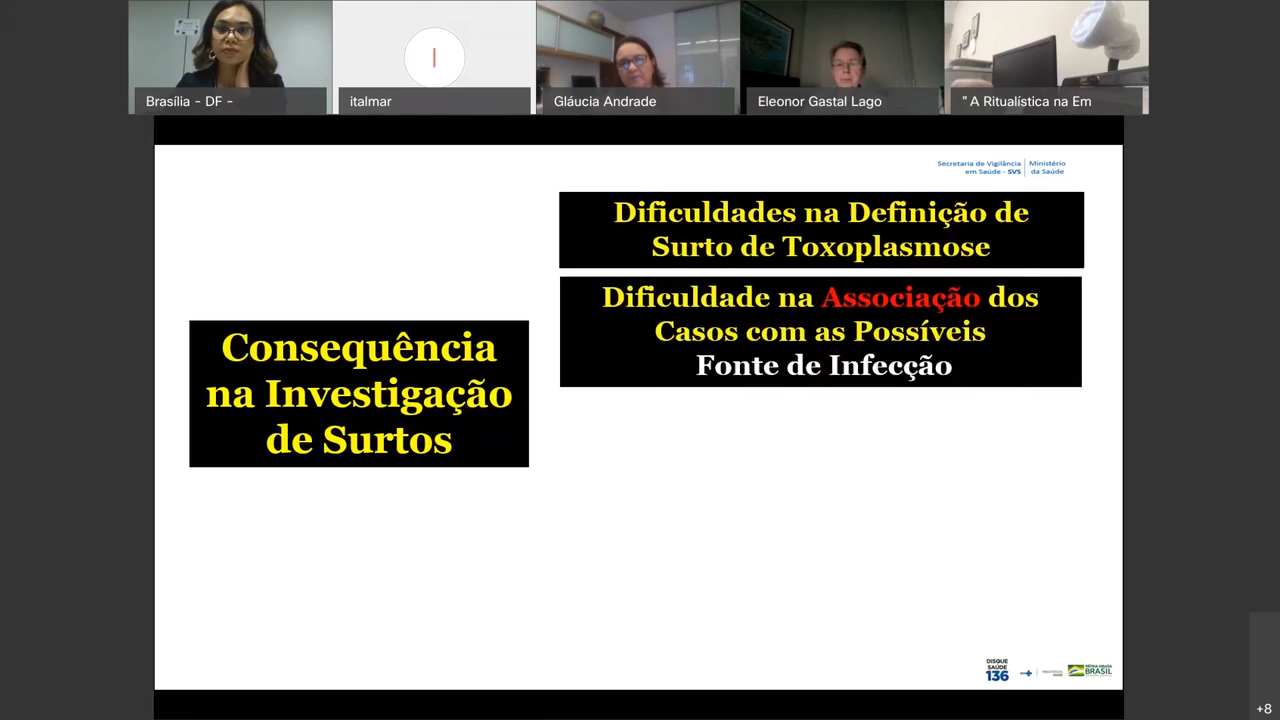 Brasília - DF -
I
italmar
Gláucia Andrade
Eleonor Gastal Lago
" A Ritualística na Em
Secretaria de Vigilância
em Saúde - SVS
Ministério
da Saúde
Dificuldades na Definição de
Surto de Toxoplasmose
Dificuldade na Associação dos
Casos com as Possíveis
Fonte de Infecção
Consequência
na Investigação
de Surtos
DISQUE
SAÚDE
136
PÁTRIA AMADA
BRASIL
+8